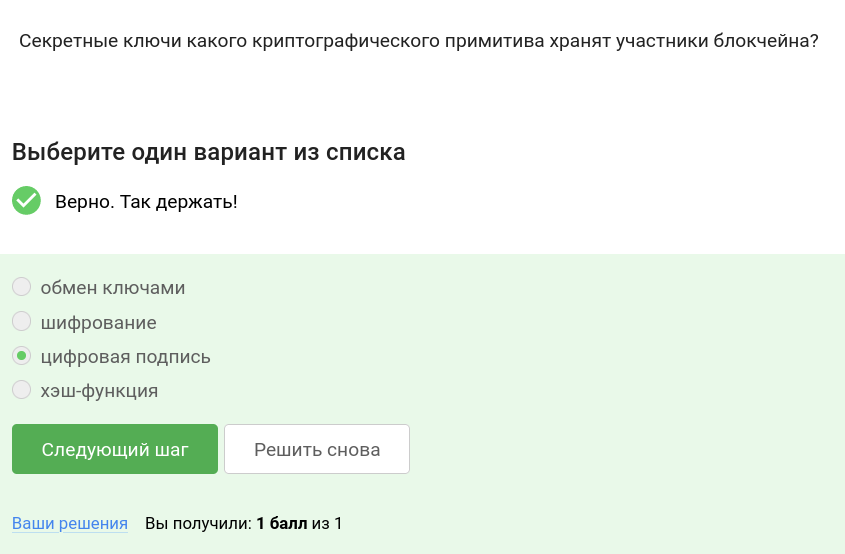 Секретные ключи какого криптографического примитива хранят участники блокчейна?
Выберите один вариант из списка
Верно. Так держать!
обмен ключами
шифрование
цифровая подпись
хэш-функция
Следующий шаг
Решить снова
Ваши решения Вы получили: 1 балл из 1